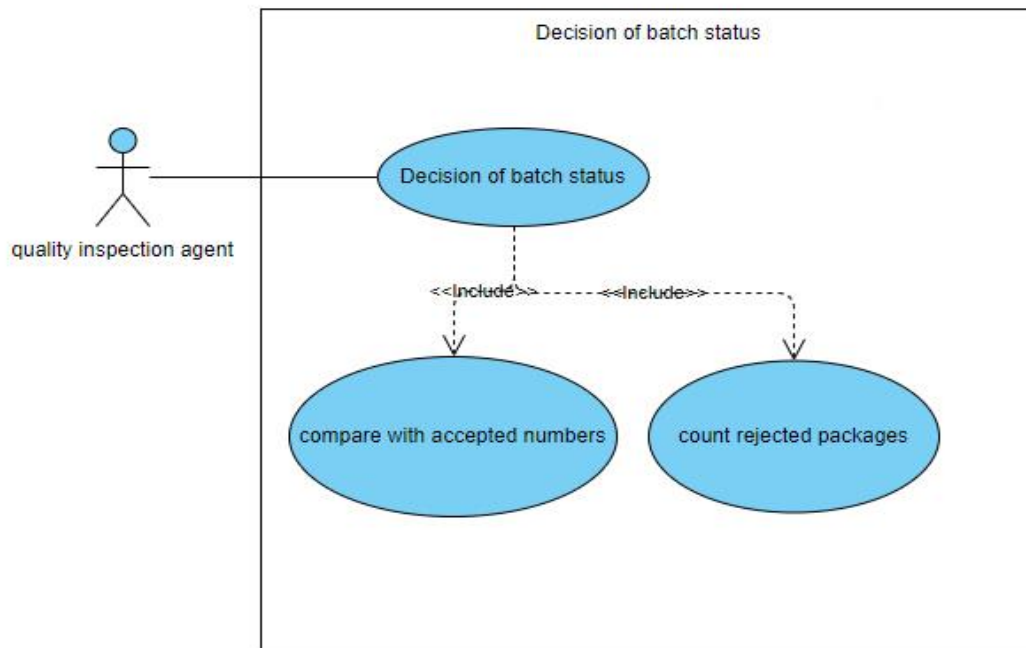 Decision of batch status
Decision of batch status
quality inspection agent
<<Include>>
<<Include>>
compare with accepted numbers
count rejected packages